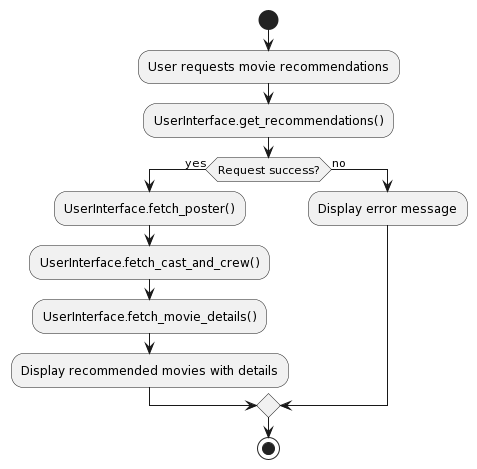 User requests movie recommendations
UserInterface.get_recommendations()
yes
Request success?
no
UserInterface.fetch_poster()
Display error message
UserInterface.fetch_cast_and_crew()
UserInterface.fetch_movie_details()
Display recommended movies with details